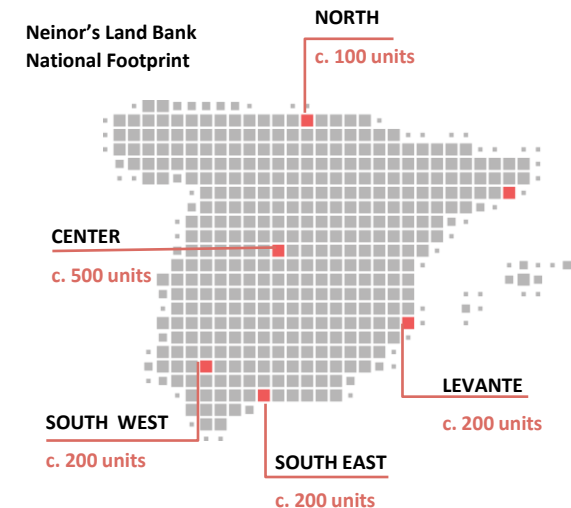 Neinor's Land Bank
National Footprint
NORTH
c. 100 units
CENTER
c. 500 units
LEVANTE
c. 200 units
SOUTH WEST
c. 200 units
SOUTH EAST
c. 200 units